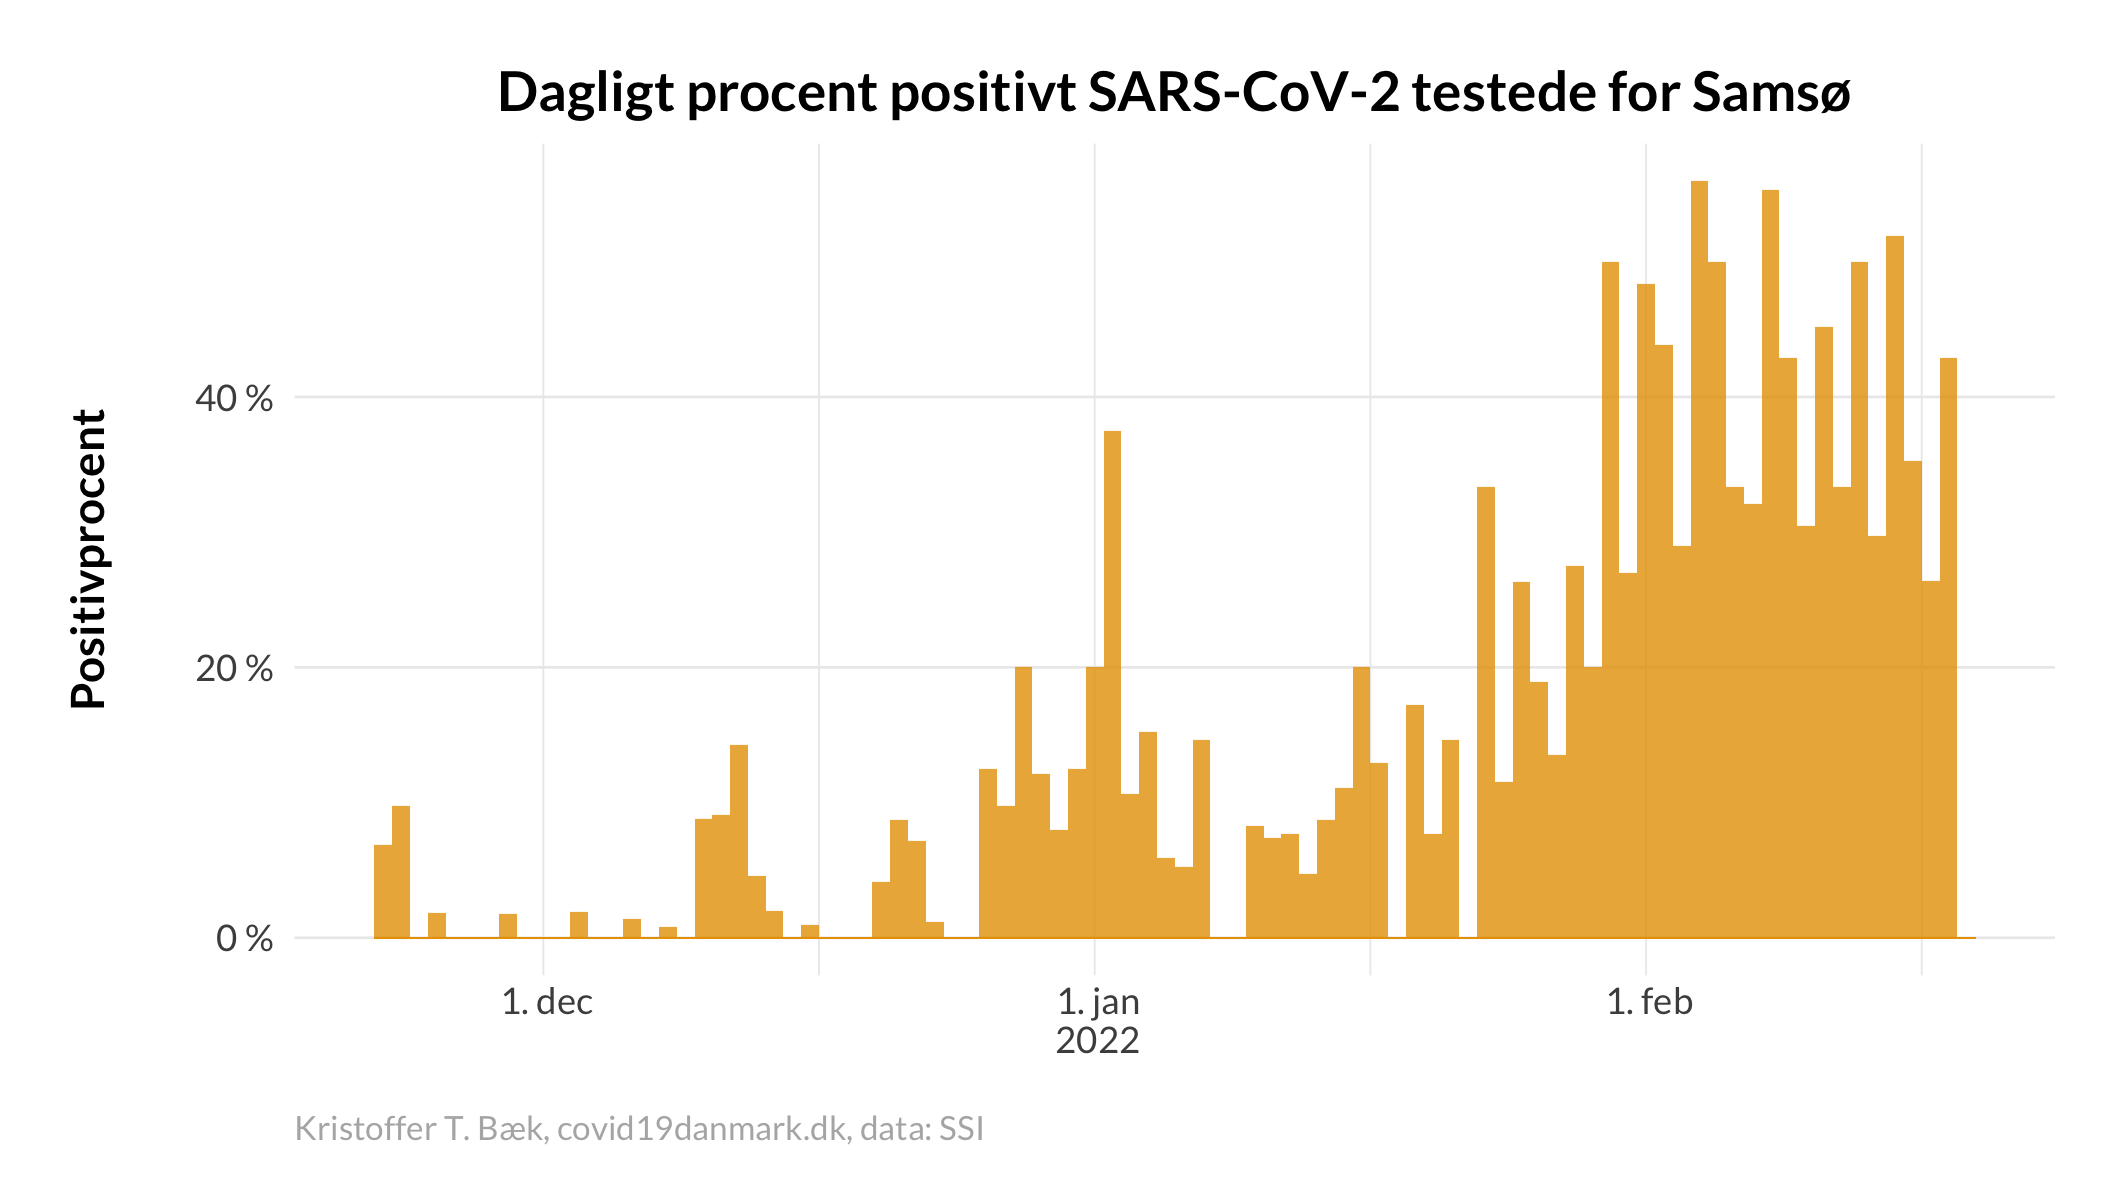 Dagligt procent positivt SARS-CoV-2 testede for Samsø
Positivprocent
40 %
20 %
0 %
1. dec
1. jan
2022
1. feb
Kristoffer T. Bæk, covid19danmark.dk, data: SSI